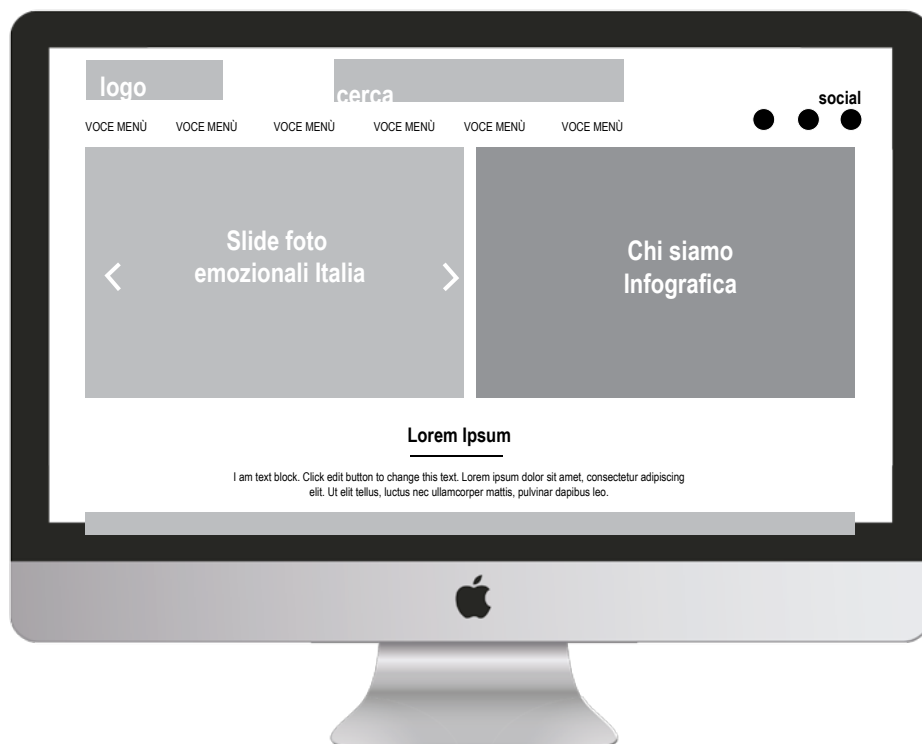 logo
cerca
social
VOCE MENÙ VOCE MENÙ VOCE MENÙ VOCE MENÙ VOCE MENÙ VOCE MENÙ
Slide foto
emozionali Italia
Chi siamo
Infografica
Lorem Ipsum
I am text block. Click edit button to change this text. Lorem ipsum dolor sit amet, consectetur adipiscing
elit. Ut elit tellus, luctus nec ullamcorper mattis, pulvinar dapibus leo.